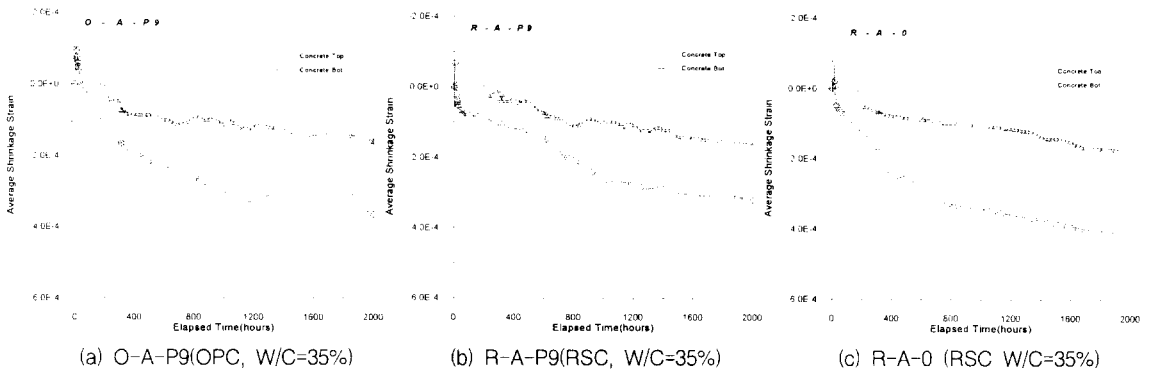 O - A - P 9
2.0E-4
Concrete Top
Concrete Bot
0.0E+0
2.0E-4
4.0E-4
6.0E-4
Average Shrinkage Strain
0 400 800 1200 1600 2000
Elapsed Time(hours)
(a) O-A-P9(OPC, W/C=35%)
R - A - P 9
-2.0E-4
Concrete Top
Concrete Bot
0.0E+0
2.0E-4
4.0E-4
6.0E-4
Average Shrinkage Strain
0 400 800 1200 1600 2000
Elapsed Time(hours)
(b) R-A-P9(RSC, W/C=35%)
R - A - 0
2.0E-4
Concrete Top
Concrete Bot
0.0E+0
2.0E-4
4.0E-4
6.0E-4
Average Shrinkage Strain
0 400 800 1200 1600 2000
Elapsed Time(hours)
(c) R-A-0 (RSC W/C=35%)